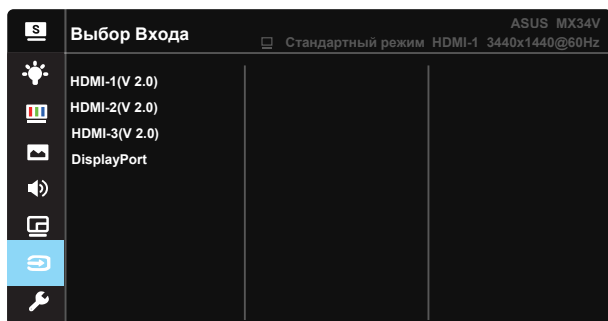 S
ASUS MX34V
Выбор Входа
Стандартный режим HDMI-1 3440x1440@60Hz
HDMI-1(V 2.0)
HDMI-2(V 2.0)
HDMI-3(V 2.0)
DisplayPort